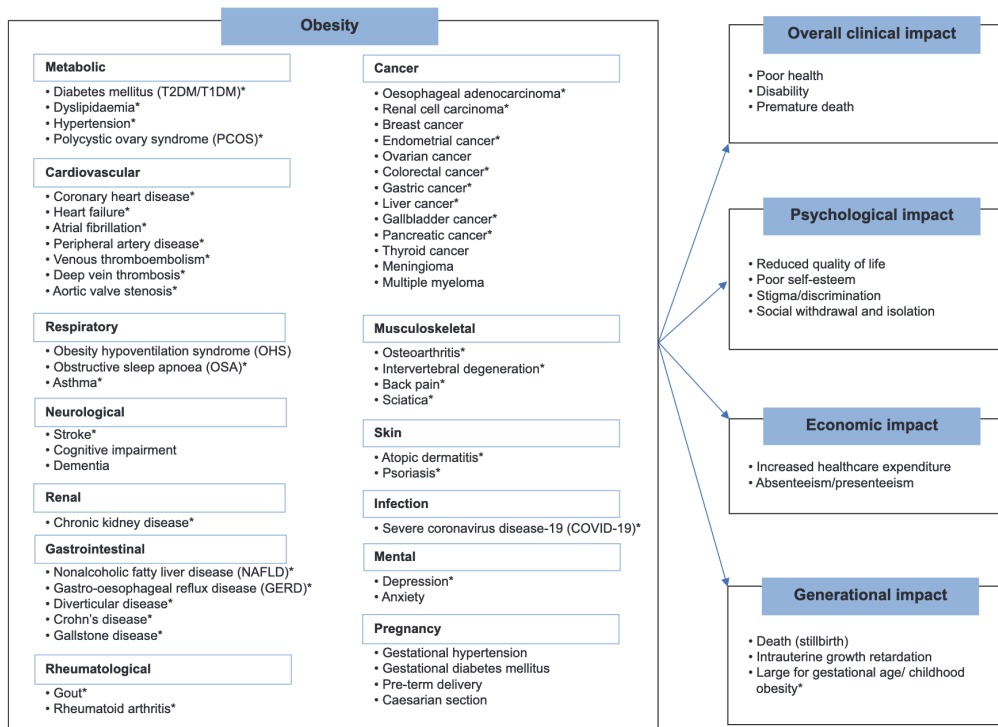 Obesity
Metabolic
• Diabetes mellitus (T2DM/T1DM)*
• Dyslipidaemia*
• Hypertension*
• Polycystic ovary syndrome (PCOS)*
Cardiovascular
• Coronary heart disease*
• Heart failure*
• Atrial fibrillation*
• Peripheral artery disease*
• Venous thromboembolism*
• Deep vein thrombosis*
• Aortic valve stenosis*
Respiratory
• Obesity hypoventilation syndrome (OHS)
• Obstructive sleep apnoea (OSA)*
• Asthma*
Neurological
• Stroke*
• Cognitive impairment
• Dementia
Renal
• Chronic kidney disease*
Gastrointestinal
• Nonalcoholic fatty liver disease (NAFLD)*
• Gastro-oesophageal reflux disease (GERD)*
• Diverticular disease*
• Crohn's disease*
• Gallstone disease*
Rheumatological
• Gout*
• Rheumatoid arthritis*
Cancer
• Oesophageal adenocarcinoma*
• Renal cell carcinoma*
• Breast cancer
• Endometrial cancer*
• Ovarian cancer
• Colorectal cancer*
• Gastric cancer*
• Liver cancer*
• Gallbladder cancer*
• Pancreatic cancer*
• Thyroid cancer
• Meningioma
• Multiple myeloma
Musculoskeletal
• Osteoarthritis*
• Intervertebral degeneration*
• Back pain*
• Sciatica*
Skin
• Atopic dermatitis*
• Psoriasis*
Infection
• Severe coronavirus disease-19 (COVID-19)*
Mental
• Depression*
• Anxiety
Pregnancy
• Gestational hypertension
• Gestational diabetes mellitus
• Pre-term delivery
• Caesarian section
Overall clinical impact
• Poor health
• Disability
• Premature death
Psychological impact
• Reduced quality of life
• Poor self-esteem
• Stigma/discrimination
• Social withdrawal and isolation
Economic impact
• Increased healthcare expenditure
• Absenteeism/presenteeism
Generational impact
• Death (stillbirth)
• Intrauterine growth retardation
• Large for gestational age/ childhood
obesity*